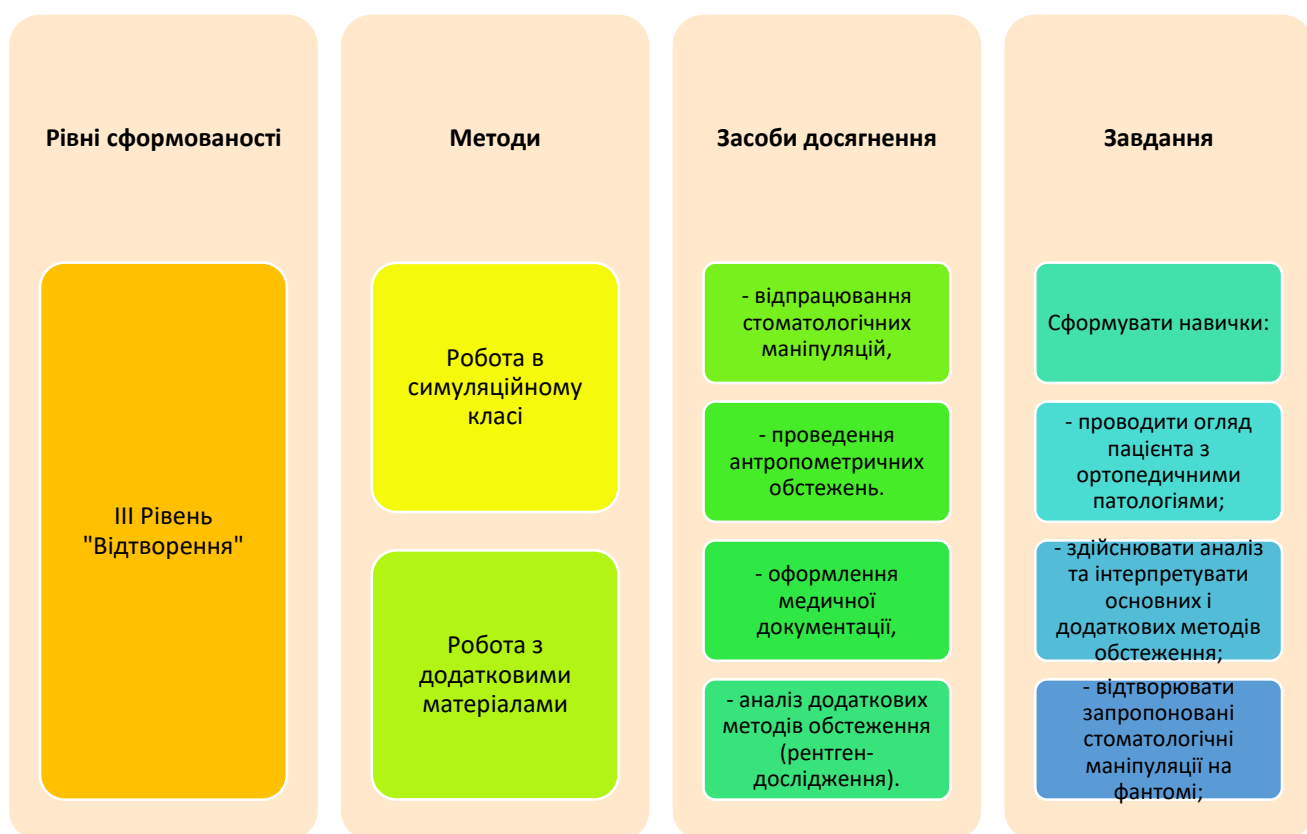 Рівні сформованості
Методи
Засоби досягнення
Завдання
III Рівень
"Відтворення"
Робота в
симуляційному
класі
Робота з
додатковими
матеріалами
- відпрацювання
стоматологічних
маніпуляцій,
- проведення
антропометричних
обстежень.
- оформлення
медичної
документації,
- аналіз додаткових
методів обстеження
(рентген-
дослідження).
Сформувати навички:
- проводити огляд
пацієнта з
ортопедичними
патологіями;
- здійснювати аналіз
та інтерпретувати
основних і
додаткових методів
обстеження;
- відтворювати
запропоновані
стоматологічні
маніпуляції на
фантомі;